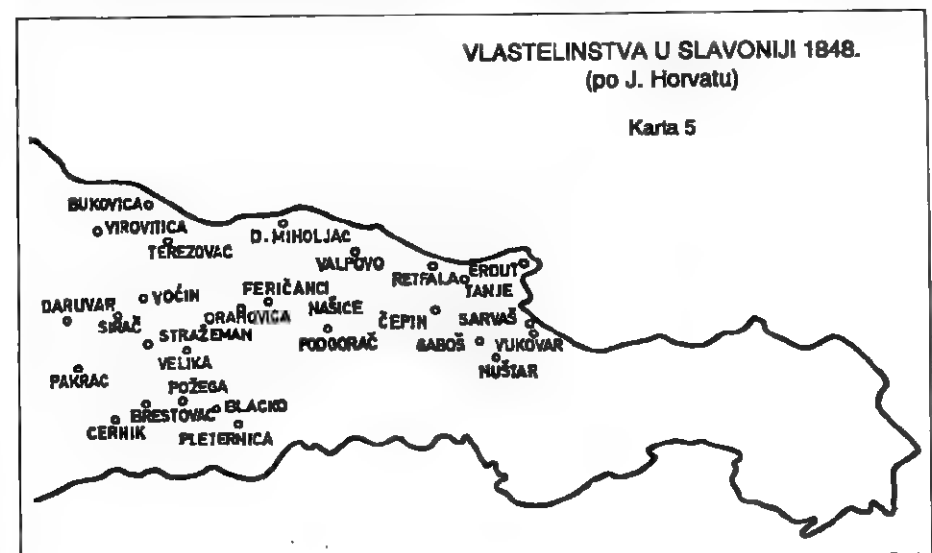 VLASTELINSTVA U SLAVONIJI 1848.
(po J. Horvatu)
Karta 5
BUKOVICA
VIROVITICA
TEREZOVAC
D. MIHOLJAC
VALPOVO
RETFALA
ERDUT
TANJE
DARUVAR
VOĆIN
FERIČANCI
SIRAČ
ORAHOVICA
NAŠICE
ČEPIN
SARVAŠ
STRAŽEMAN
PODGORAČ
GABOŠ
VUKOVAR
VELIKA
NUŠTAR
PAKRAC
POŽEGA
BRESTOVAC
BLACKO
CERNIK
PLETERNICA